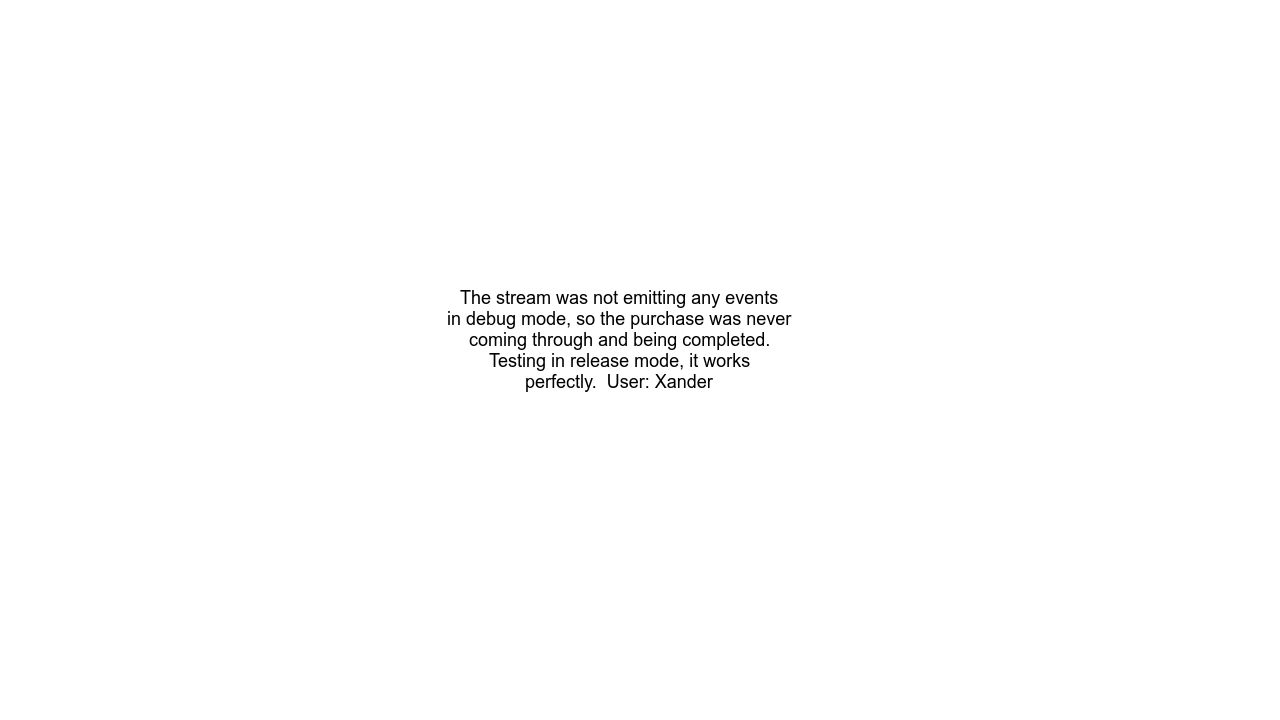 The stream was not emitting any events
in debug mode, so the purchase was never
coming through and being completed.
Testing in release mode, it works
perfectly.  User: Xander